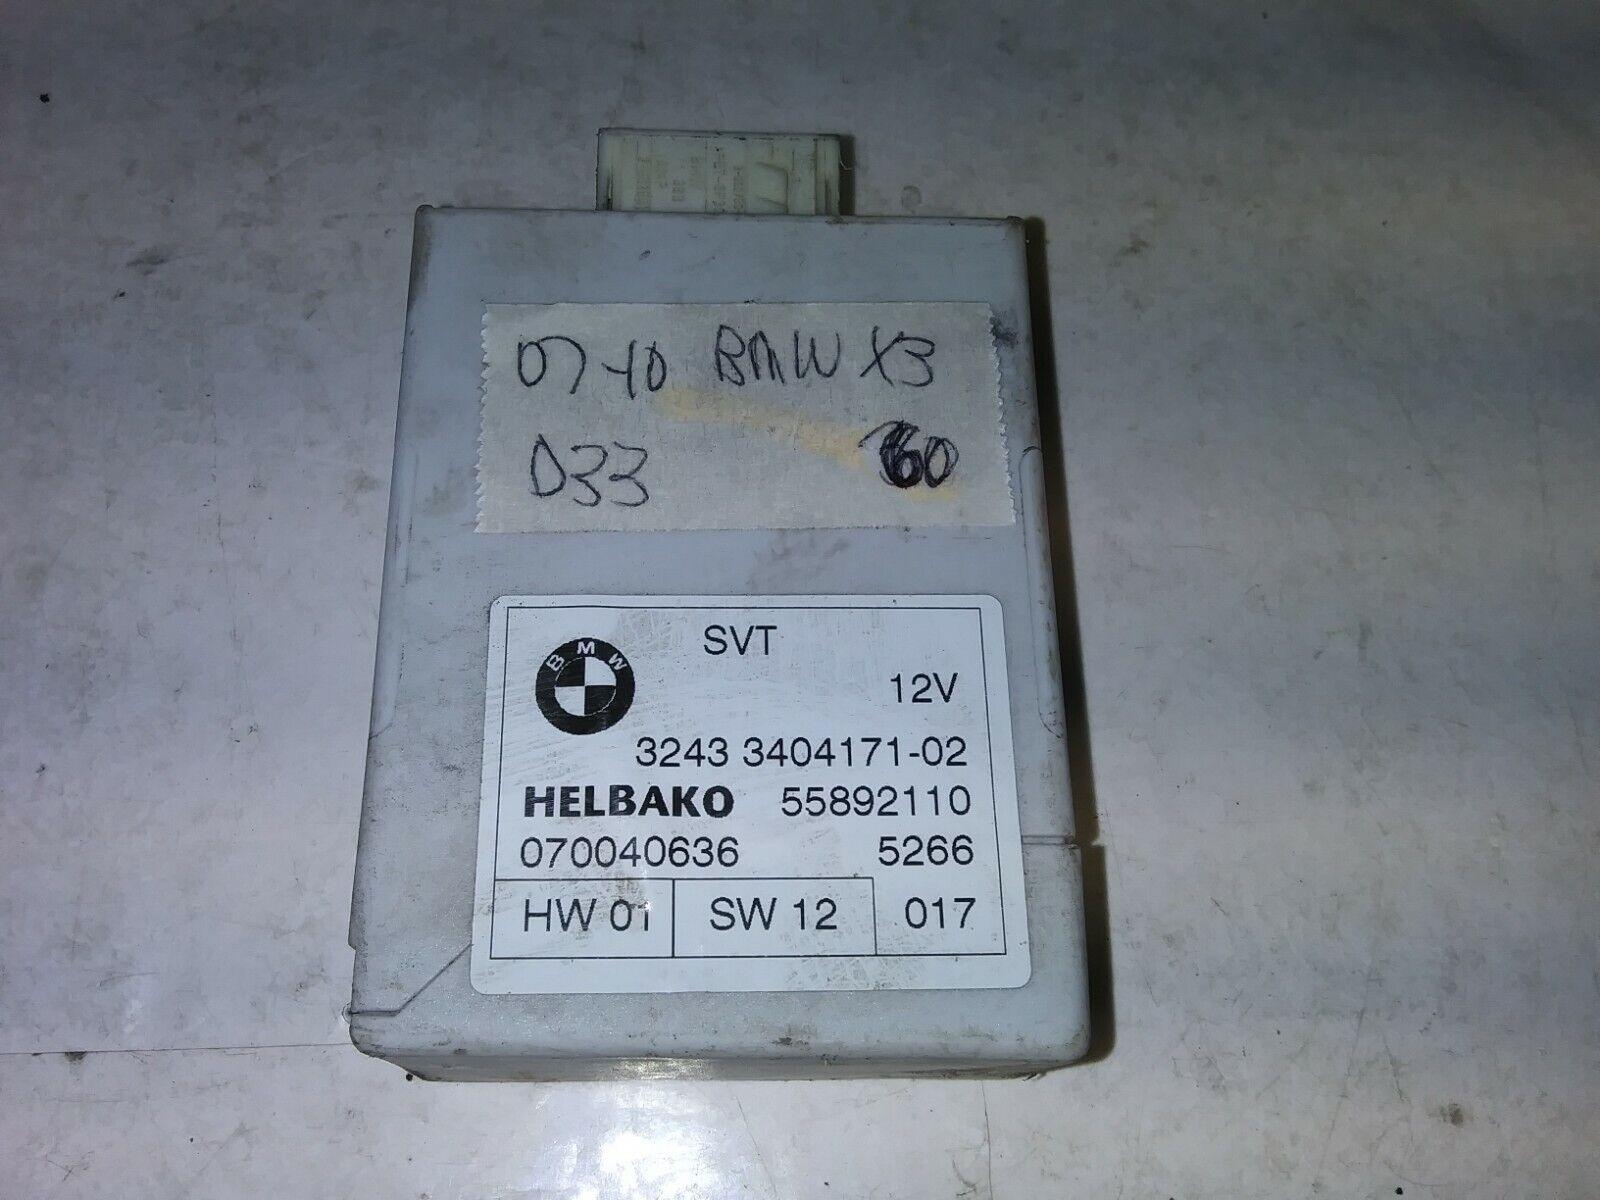 07-10 BMW X3
D33 60
SVT
BMW
12V
3243 3404171-02
HELBAKO 55892110
070040636 5266
HW 01 SW 12 017